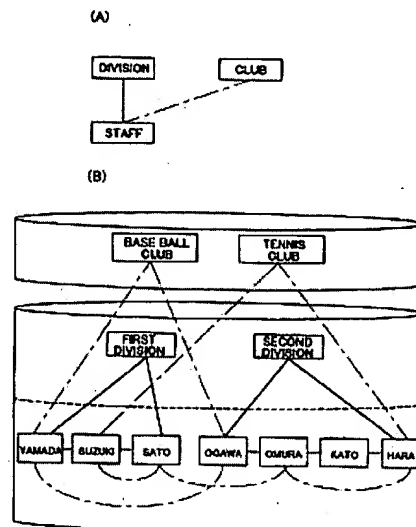 (A)
DIVISION CLUB
STAFF
(B)
BASE BALL CLUB
TENNIS CLUB
FIRST DIVISION
SECOND DIVISION
YAMADA SUZUKI SATO OGAWA OMURA KATO HARA